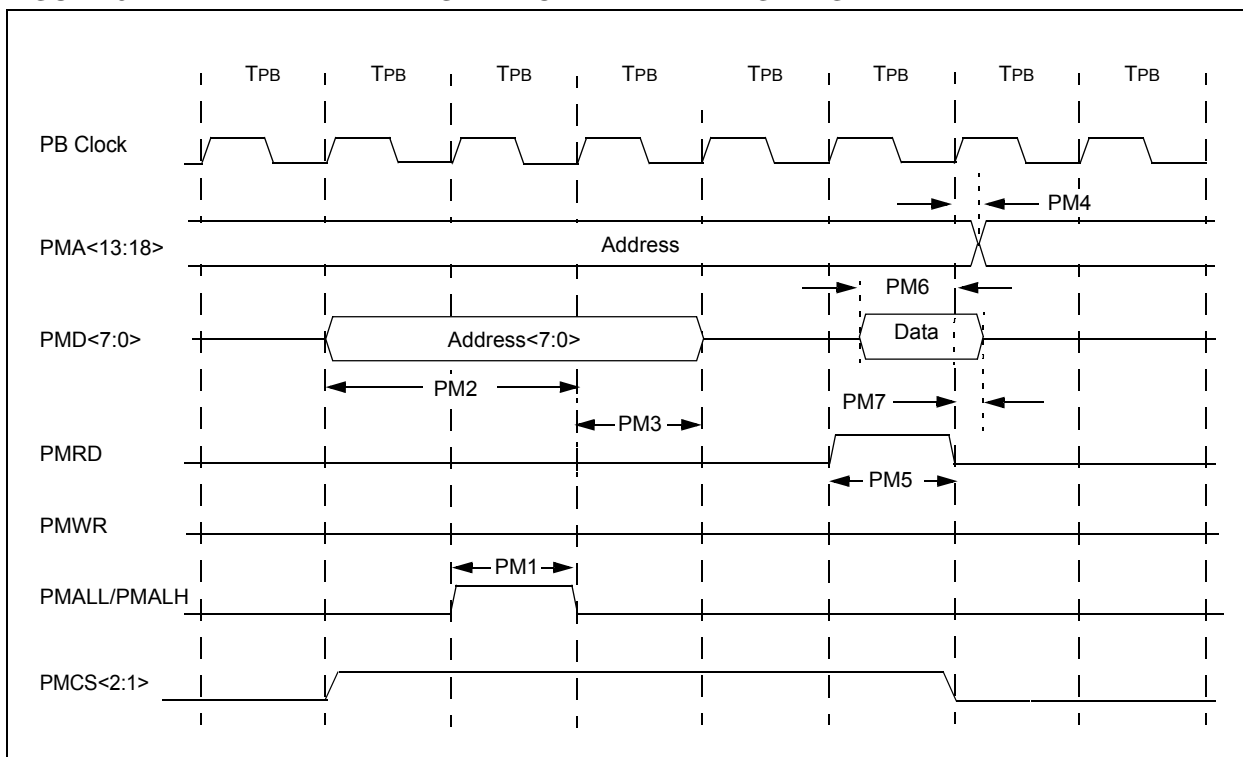 TPB TPB TPB TPB TPB TPB TPB TPB
PB Clock
PM4
PMA<13:18>
Address
PM6
PMD<7:0>
Address<7:0>
Data
PM2
PM7
PM3
PMRD
PM5
PMWR
PM1
PMALL/PMALH
PMCS<2:1>